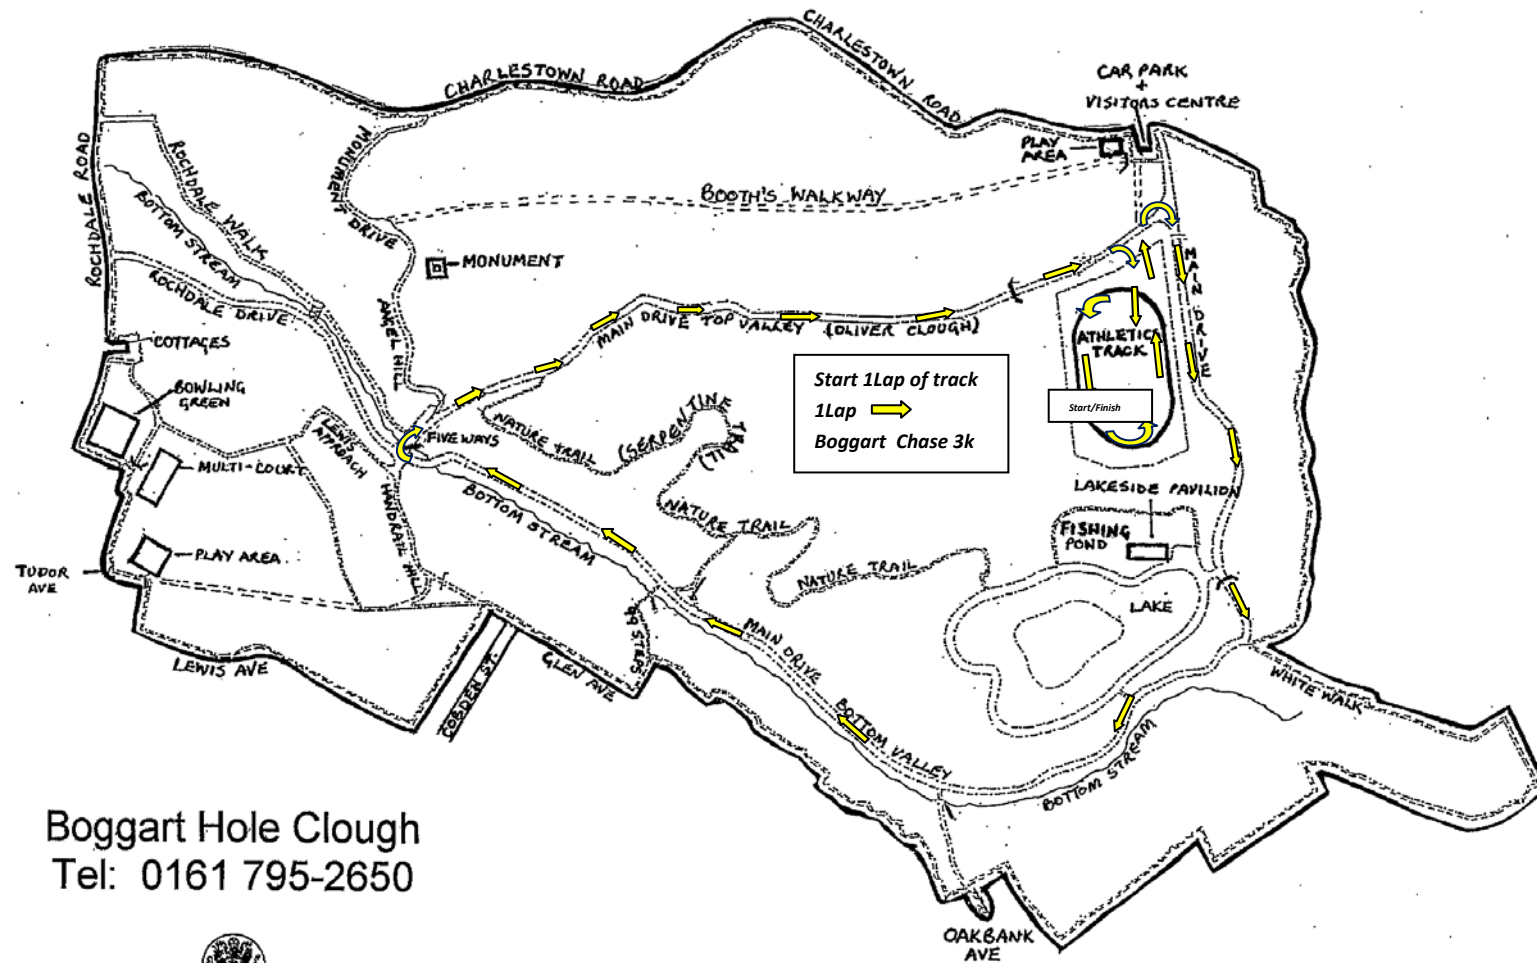 CHARLESTOWN ROAD
CHARLESTOWN ROAD
CAR PARK
+
VISITORS CENTRE
PLAY
AREA
ROCHDALE ROAD
ROCHDALE WALK
BOTTOM STREAM
MONUMENT DRIVE
BOOTH'S WALKWAY
MONUMENT
ROCHDALE DRIVE
ANGEL HILL
MAIN DRIVE TOP VALLEY (OLIVER CLOUGH)
MAIN DRIVE
ATHLETICS
TRACK
Start/Finish
Start 1Lap of track
1Lap
Boggart Chase 3k
COTTAGES
BOWLING
GREEN
LEWIS
APPROACH
FIVEWAYS
NATURE TRAIL (SERPENTINE TRAIL)
MULTI-COURT
HANDRAIL HILL
BOTTOM STREAM
NATURE TRAIL
LAKESIDE PAVILION
FISHING
POND
PLAY AREA
TUDOR
AVE
NATURE TRAIL
LAKE
99 STEPS
MAIN DRIVE
BOTTOM VALLEY
LEWIS AVE
COBDEN ST.
GLEN AVE
WHITE WALK
BOTTOM STREAM
Boggart Hole Clough
Tel: 0161 795-2650
OAKBANK
AVE